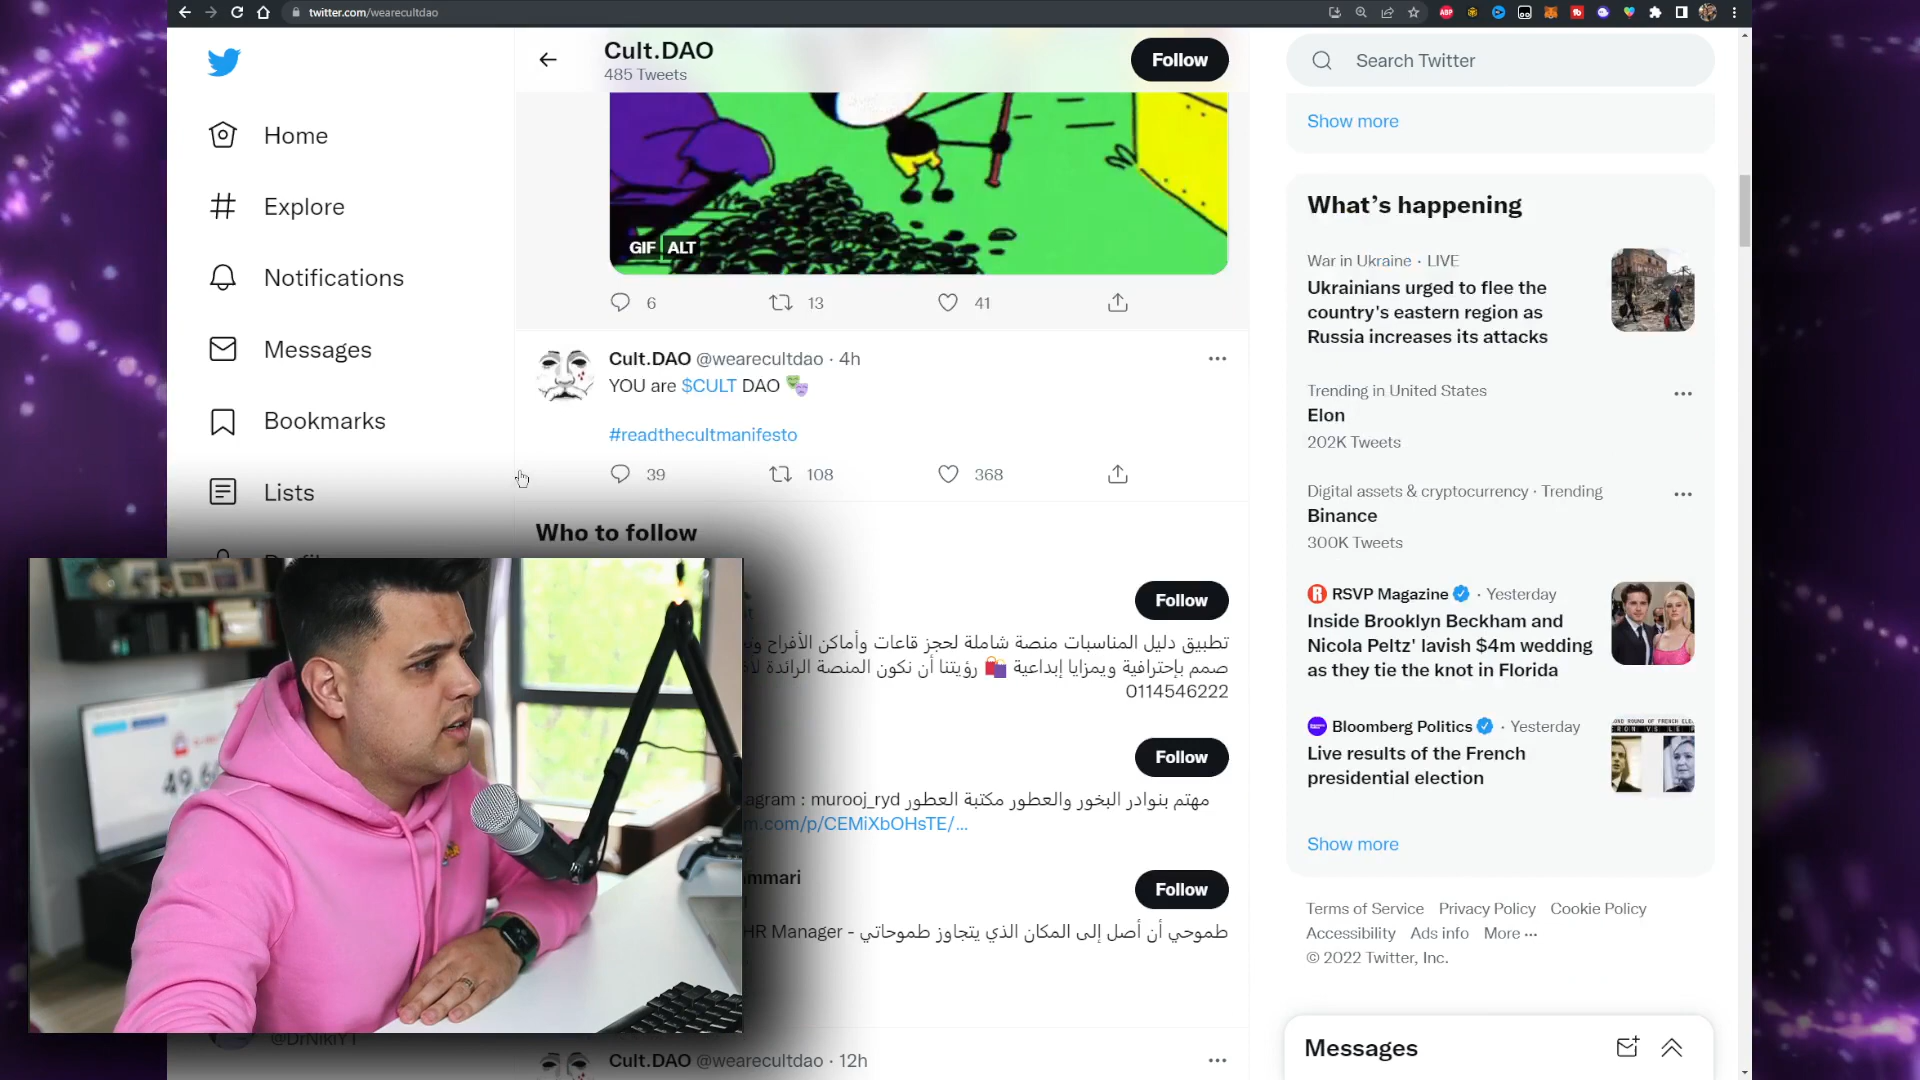 twitter.com/wearecultdao
Home
Explore
Notifications
Messages
Bookmarks
Lists
Cult.DAO
485 Tweets
Follow
GIF ALT
6 13 41
Cult.DAO @wearecultdao · 4h
YOU are $CULT DAO
#readthecultmanifesto
39 108 368
Who to follow
Follow
تطبيق دليل المناسبات منصة شاملة لحجز قاعات وأماكن الأفراح
صمم بإحترافية ويمزايا إبداعية 🛍️ رؤيتنا أن نكون المنصة الرائدة
0114546222
Follow
مهتم بنوادر البخور والعطور مكتبة العطور murooj_ryd :
m.com/p/CEMiXbOHsTE/...
Follow
HR Manager - طموحي أن أصل إلى المكان الذي يتجاوز طموحاتي
@DrNikiYT
Cult.DAO @wearecultdao · 12h
Search Twitter
Show more
What's happening
War in Ukraine · LIVE
Ukrainians urged to flee the
country's eastern region as
Russia increases its attacks
Trending in United States
Elon
202K Tweets
Digital assets & cryptocurrency · Trending
Binance
300K Tweets
RSVP Magazine · Yesterday
Inside Brooklyn Beckham and
Nicola Peltz' lavish $4m wedding
as they tie the knot in Florida
Bloomberg Politics · Yesterday
Live results of the French
presidential election
Show more
Terms of Service Privacy Policy Cookie Policy
Accessibility Ads info More ···
© 2022 Twitter, Inc.
Messages